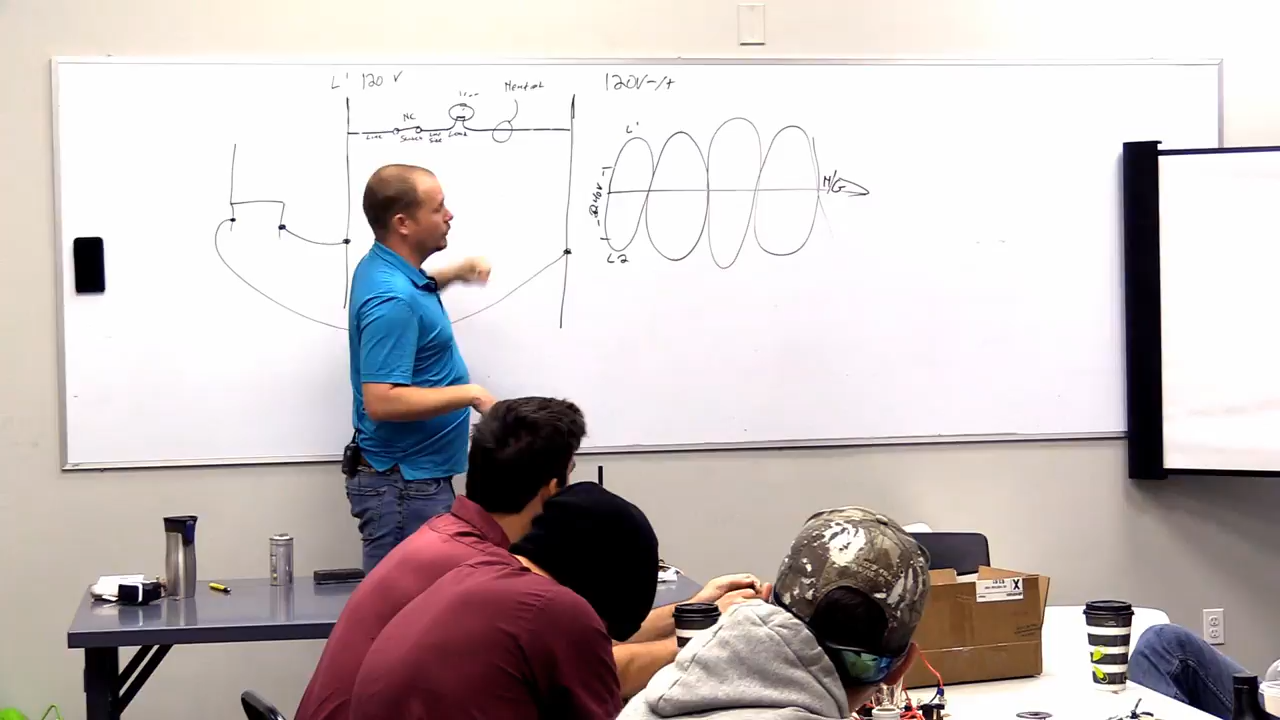 L' 120 V
Neutral
NC
Line
Switch
Line Side
Load
120V-/+
L'
240V
L2
N/G
X